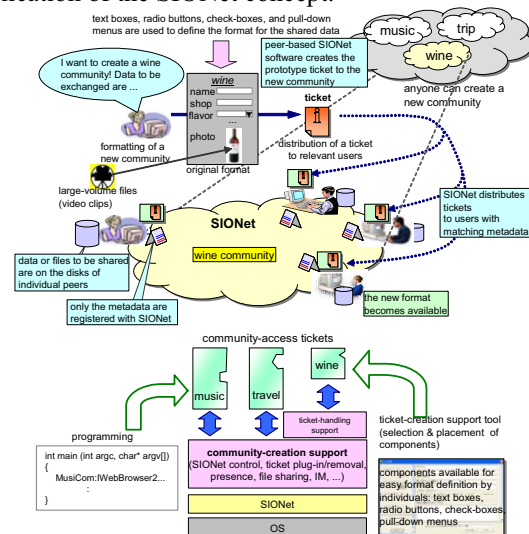 ication of the SIONet concept.
text boxes, radio buttons, check-boxes, and pull-down
menus are used to define the format for the shared data
music
trip
wine
peer-based SIONet
software creates the
prototype ticket to the
new community
I want to create a wine
community! Data to be
exchanged are ...
wine
name
shop
flavor
...
photo
ticket
anyone can create a
new community
formatting of a
new community
original format
distribution of a ticket
to relevant users
large-volume files
(video clips)
SIONet
wine community
SIONet distributes
tickets
to users with
matching metadata
data or files to be shared
are on the disks of
individual peers
only the metadata are
registered with SIONet
the new format
becomes available
community-access tickets
music
travel
wine
programming
ticket-handling
support
ticket-creation support tool
(selection & placement of
components)
int main (int argc, char* argv[])
{
MusiCom:IWebBrowser2...
:
}
community-creation support
(SIONet control, ticket plug-in/removal,
presence, file sharing, IM, ...)
components available for
easy format definition by
individuals: text boxes,
radio buttons, check-boxes,
pull-down menus
SIONet
OS